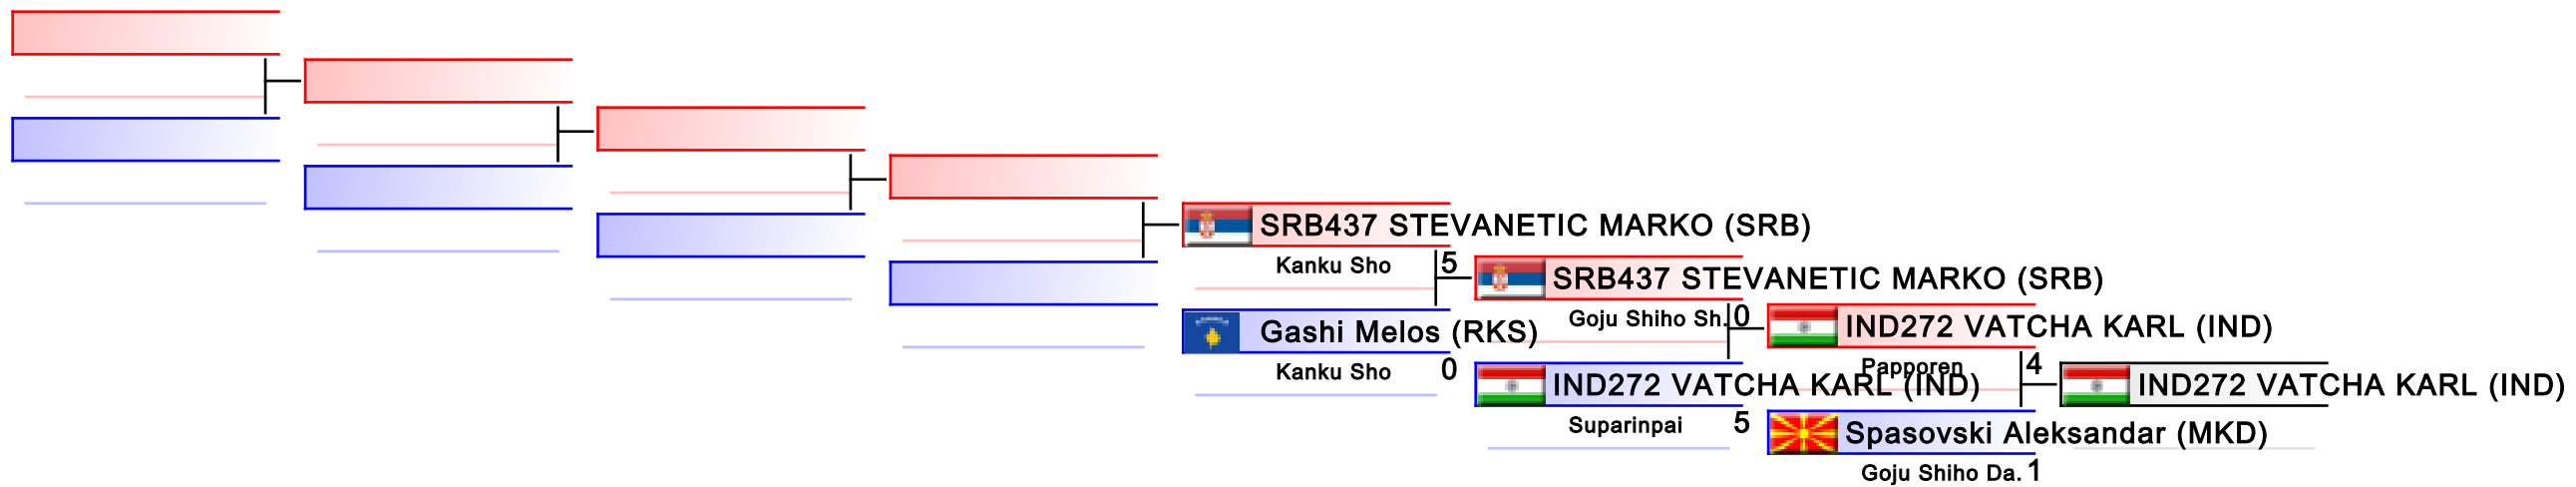 SRB437 STEVANETIC MARKO (SRB)
Kanku Sho 5
Gashi Melos (RKS)
Kanku Sho 0
SRB437 STEVANETIC MARKO (SRB)
Goju Shiho Sh. 0
IND272 VATCHA KARL (IND)
Suparinpai 5
IND272 VATCHA KARL (IND)
Papporen 4
Spasovski Aleksandar (MKD)
Goju Shiho Da. 1
IND272 VATCHA KARL (IND)